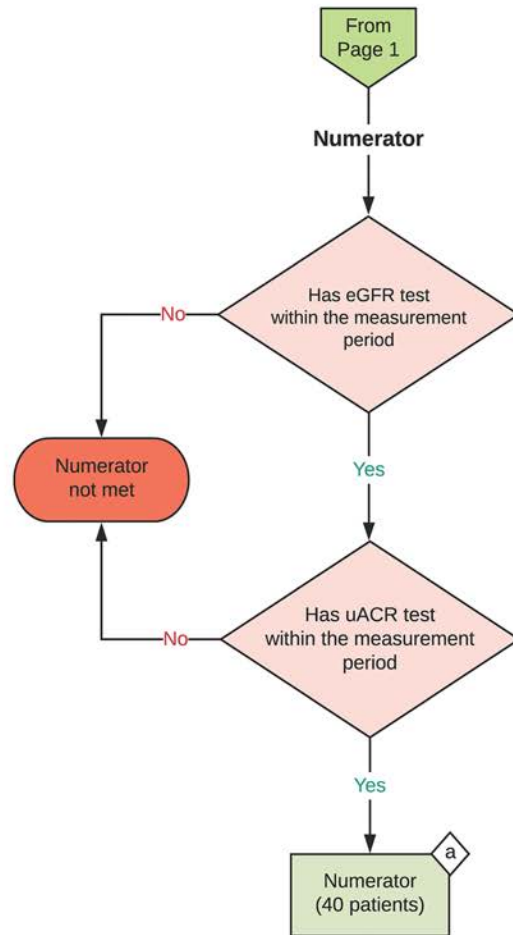 From
Page 1
Numerator
Has eGFR test
within the measurement
period
No
Numerator
not met
Yes
Has uACR test
within the measurement
period
No
Yes
a
Numerator
(40 patients)